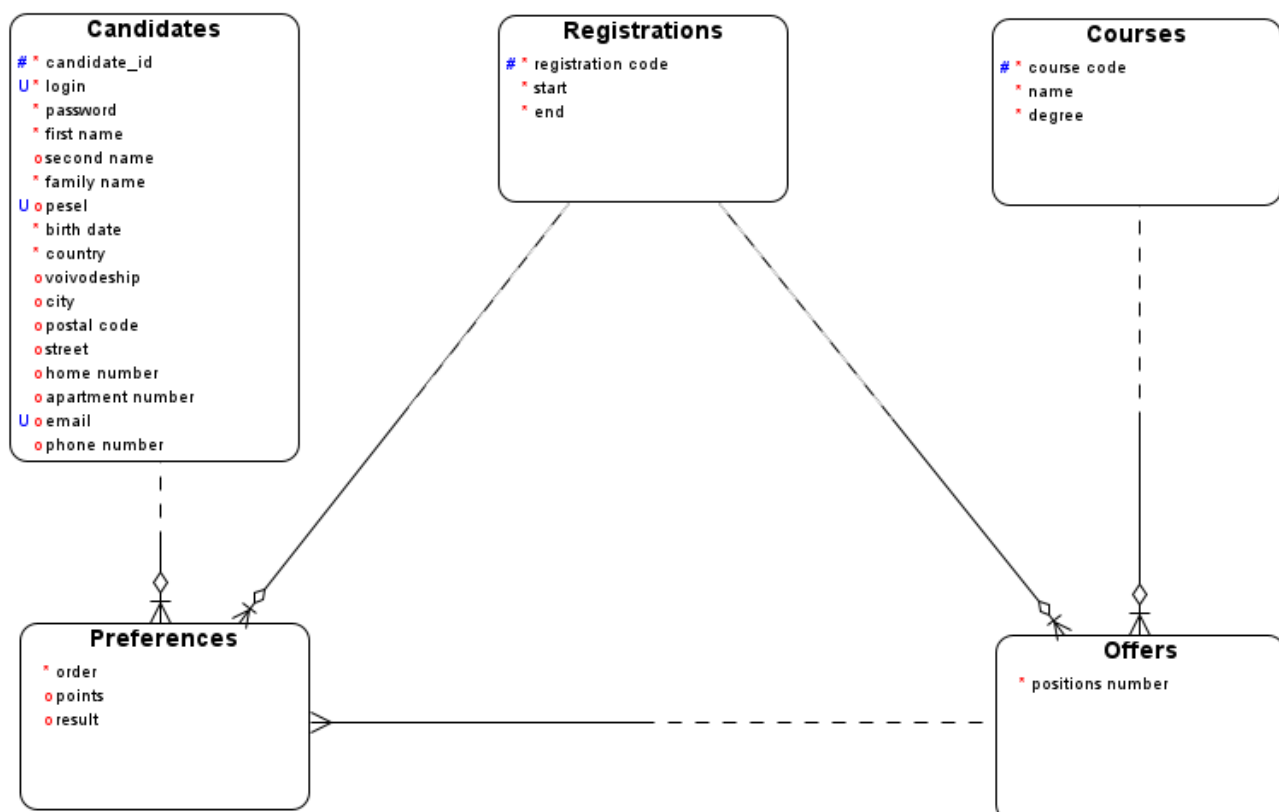 Candidates
# * candidate_id
U * login
* password
* first name
o second name
* family name
U o pesel
* birth date
* country
o voivodeship
o city
o postal code
o street
o home number
o apartment number
U o email
o phone number
Registrations
# * registration code
* start
* end
Courses
# * course code
* name
* degree
Preferences
* order
o points
o result
Offers
* positions number